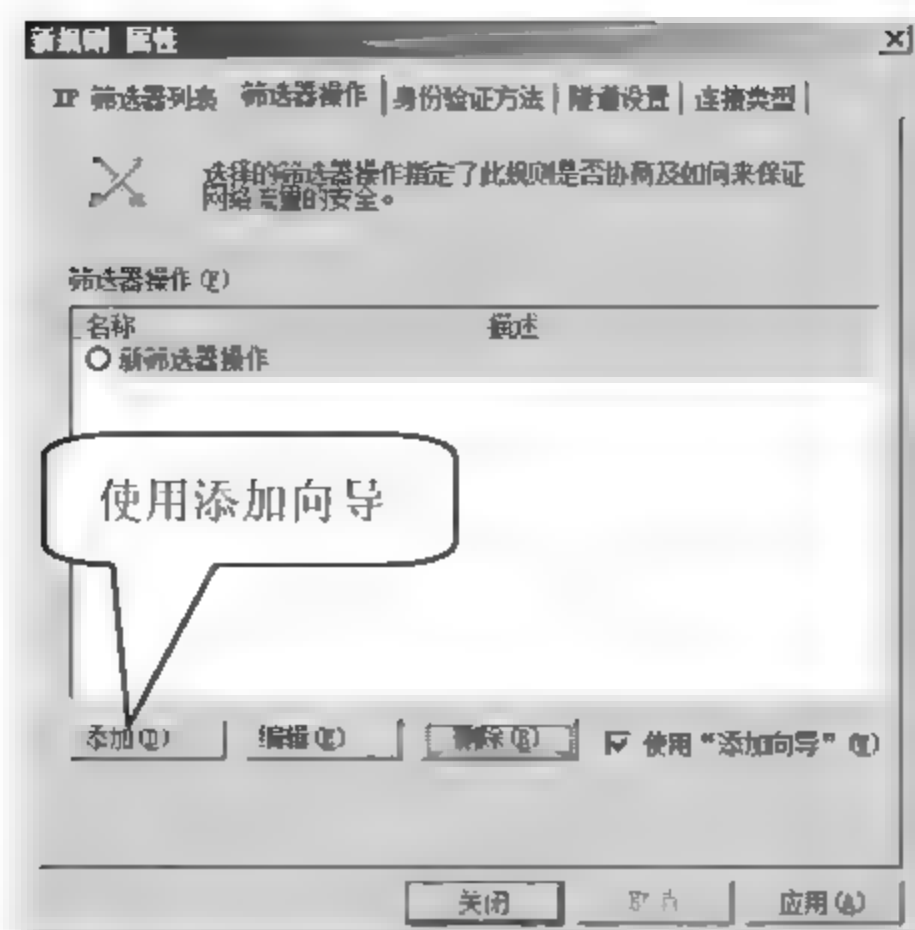 新规则 属性
IP 筛选器列表 筛选器操作 身份验证方法 隧道设置 连接类型
选择的筛选器操作指定了此规则是否协商及如何来保证
网络流量的安全。
筛选器操作(F)
名称 描述
新筛选器操作
使用添加向导
添加(D) 编辑(E) 删除(R) 使用“添加向导”(W)
关闭 取消 应用(A)